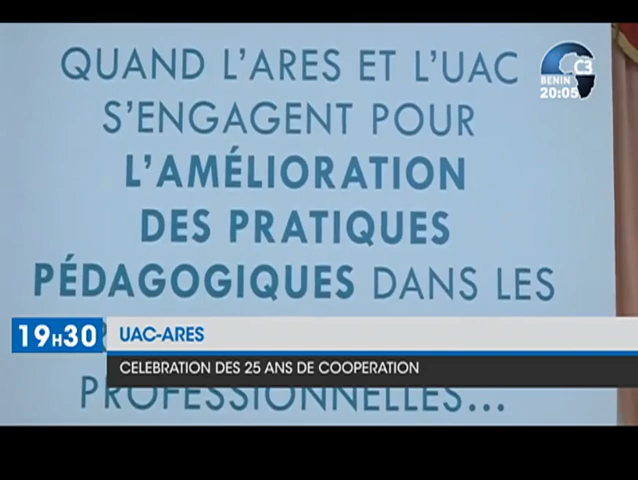 QUAND L'ARES ET L'UAC
S'ENGAGENT POUR
L'AMÉLIORATION
DES PRATIQUES
PÉDAGOGIQUES DANS LES
PROFESSIONNELLES...
C3
BENIN
20:05
19H30
UAC-ARES
CELEBRATION DES 25 ANS DE COOPERATION